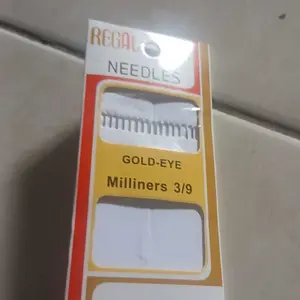 REGAL
NEEDLES
GOLD-EYE
Milliners 3/9